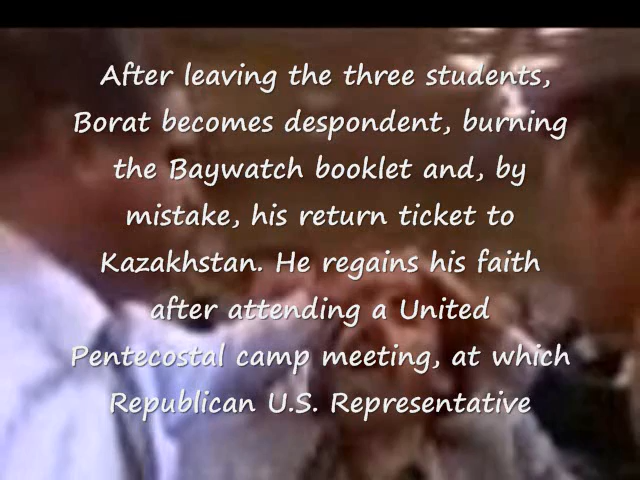 After leaving the three students,
Borat becomes despondent, burning
the Baywatch booklet and, by
mistake, his return ticket to
Kazakhstan. He regains his faith
after attending a United
Pentecostal camp meeting, at which
Republican U.S. Representative